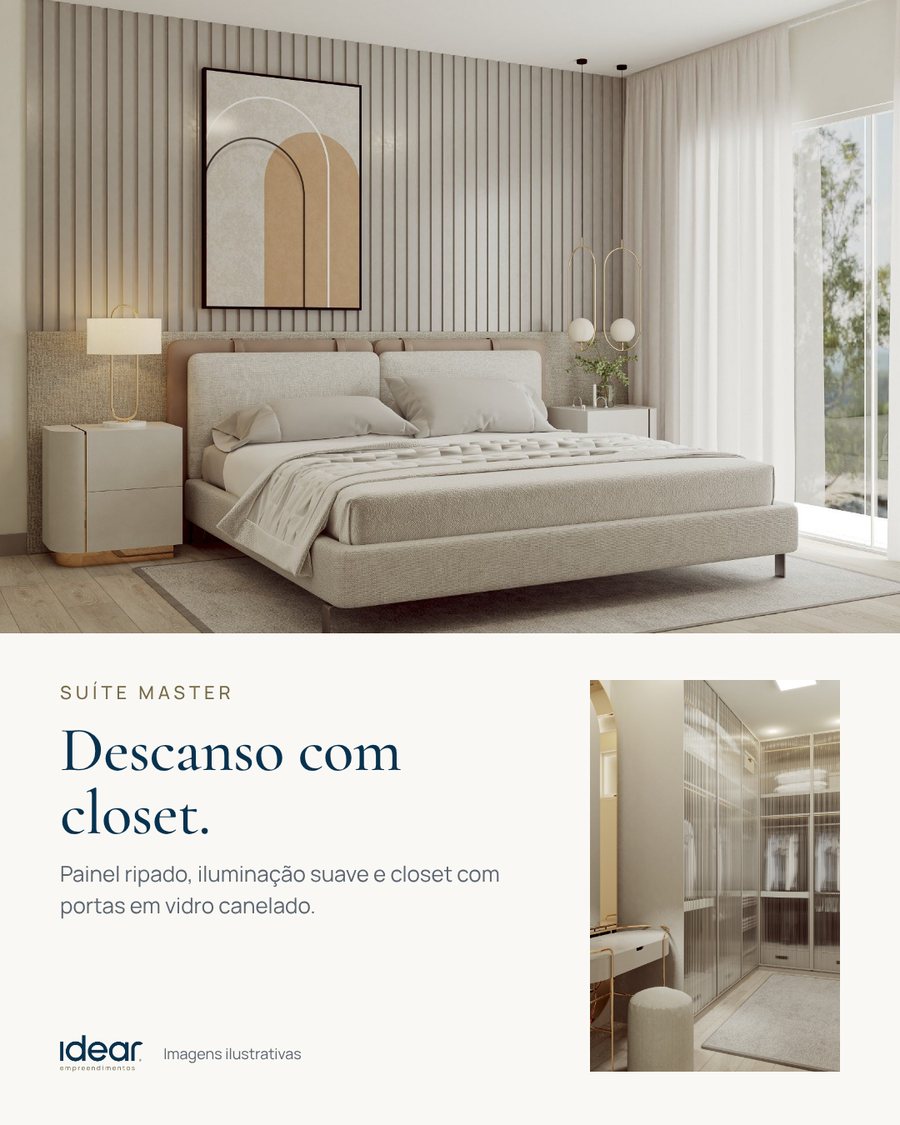 SUÍTE MASTER
Descanso com
closet.
Painel ripado, iluminação suave e closet com
portas em vidro canelado.
idear
empreendimentos
Imagens ilustrativas